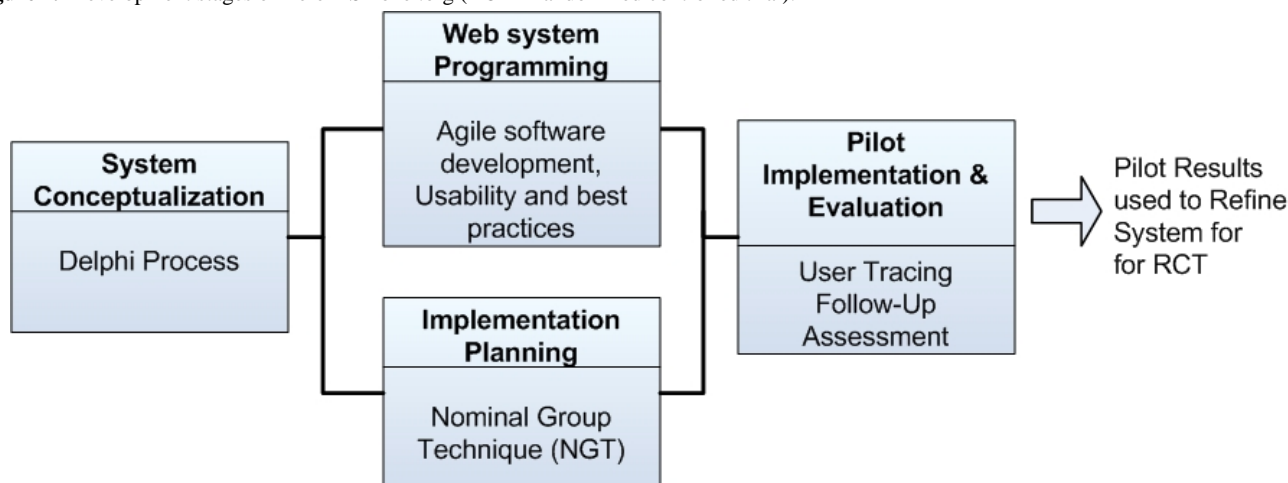 System
Conceptualization
Delphi Process
Web system
Programming
Agile software
development,
Usability and best
practices
Implementation
Planning
Nominal Group
Technique (NGT)
Pilot
Implementation &
Evaluation
User Tracing
Follow-Up
Assessment
Pilot Results
used to Refine
System for
for RCT